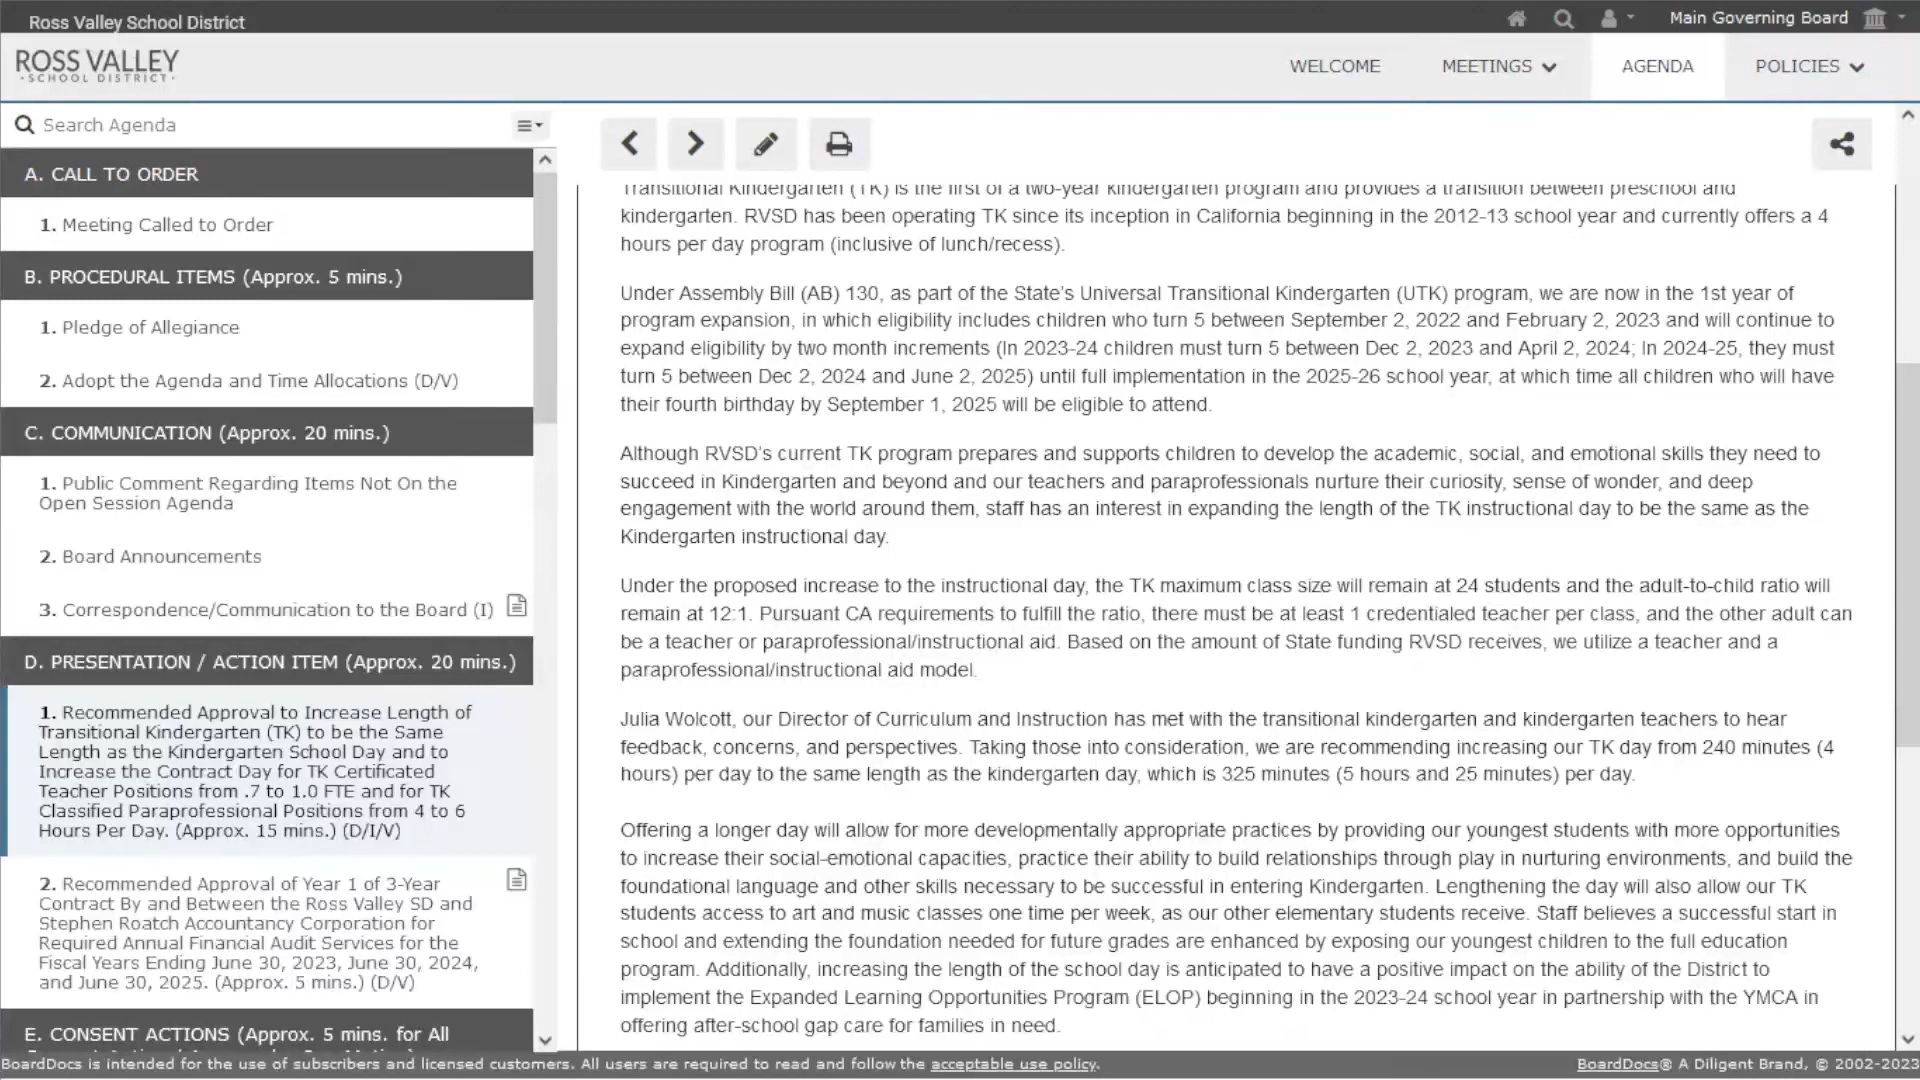 Ross Valley School District
Main Governing Board
ROSS VALLEY
·SCHOOL DISTRICT·
WELCOME
MEETINGS
AGENDA
POLICIES
Search Agenda
A. CALL TO ORDER
1. Meeting Called to Order
B. PROCEDURAL ITEMS (Approx. 5 mins.)
1. Pledge of Allegiance
2. Adopt the Agenda and Time Allocations (D/V)
C. COMMUNICATION (Approx. 20 mins.)
1. Public Comment Regarding Items Not On the
Open Session Agenda
2. Board Announcements
3. Correspondence/Communication to the Board (I)
D. PRESENTATION / ACTION ITEM (Approx. 20 mins.)
1. Recommended Approval to Increase Length of
Transitional Kindergarten (TK) to be the Same
Length as the Kindergarten School Day and to
Increase the Contract Day for TK Certificated
Teacher Positions from .7 to 1.0 FTE and for TK
Classified Paraprofessional Positions from 4 to 6
Hours Per Day. (Approx. 15 mins.) (D/I/V)
2. Recommended Approval of Year 1 of 3-Year
Contract By and Between the Ross Valley SD and
Stephen Roatch Accountancy Corporation for
Required Annual Financial Audit Services for the
Fiscal Years Ending June 30, 2023, June 30, 2024,
and June 30, 2025. (Approx. 5 mins.) (D/V)
E. CONSENT ACTIONS (Approx. 5 mins. for All
Transitional Kindergarten (TK) is the first of a two-year kindergarten program and provides a transition between preschool and
kindergarten. RVSD has been operating TK since its inception in California beginning in the 2012-13 school year and currently offers a 4
hours per day program (inclusive of lunch/recess).
Under Assembly Bill (AB) 130, as part of the State's Universal Transitional Kindergarten (UTK) program, we are now in the 1st year of
program expansion, in which eligibility includes children who turn 5 between September 2, 2022 and February 2, 2023 and will continue to
expand eligibility by two month increments (In 2023-24 children must turn 5 between Dec 2, 2023 and April 2, 2024; In 2024-25, they must
turn 5 between Dec 2, 2024 and June 2, 2025) until full implementation in the 2025-26 school year, at which time all children who will have
their fourth birthday by September 1, 2025 will be eligible to attend.
Although RVSD's current TK program prepares and supports children to develop the academic, social, and emotional skills they need to
succeed in Kindergarten and beyond and our teachers and paraprofessionals nurture their curiosity, sense of wonder, and deep
engagement with the world around them, staff has an interest in expanding the length of the TK instructional day to be the same as the
Kindergarten instructional day.
Under the proposed increase to the instructional day, the TK maximum class size will remain at 24 students and the adult-to-child ratio will
remain at 12:1. Pursuant CA requirements to fulfill the ratio, there must be at least 1 credentialed teacher per class, and the other adult can
be a teacher or paraprofessional/instructional aid. Based on the amount of State funding RVSD receives, we utilize a teacher and a
paraprofessional/instructional aid model.
Julia Wolcott, our Director of Curriculum and Instruction has met with the transitional kindergarten and kindergarten teachers to hear
feedback, concerns, and perspectives. Taking those into consideration, we are recommending increasing our TK day from 240 minutes (4
hours) per day to the same length as the kindergarten day, which is 325 minutes (5 hours and 25 minutes) per day.
Offering a longer day will allow for more developmentally appropriate practices by providing our youngest students with more opportunities
to increase their social-emotional capacities, practice their ability to build relationships through play in nurturing environments, and build the
foundational language and other skills necessary to be successful in entering Kindergarten. Lengthening the day will also allow our TK
students access to art and music classes one time per week, as our other elementary students receive. Staff believes a successful start in
school and extending the foundation needed for future grades are enhanced by exposing our youngest children to the full education
program. Additionally, increasing the length of the school day is anticipated to have a positive impact on the ability of the District to
implement the Expanded Learning Opportunities Program (ELOP) beginning in the 2023-24 school year in partnership with the YMCA in
offering after-school gap care for families in need.
BoardDocs is intended for the use of subscribers and licensed customers. All users are required to read and follow the acceptable use policy.
BoardDocs® A Diligent Brand, © 2002-2023